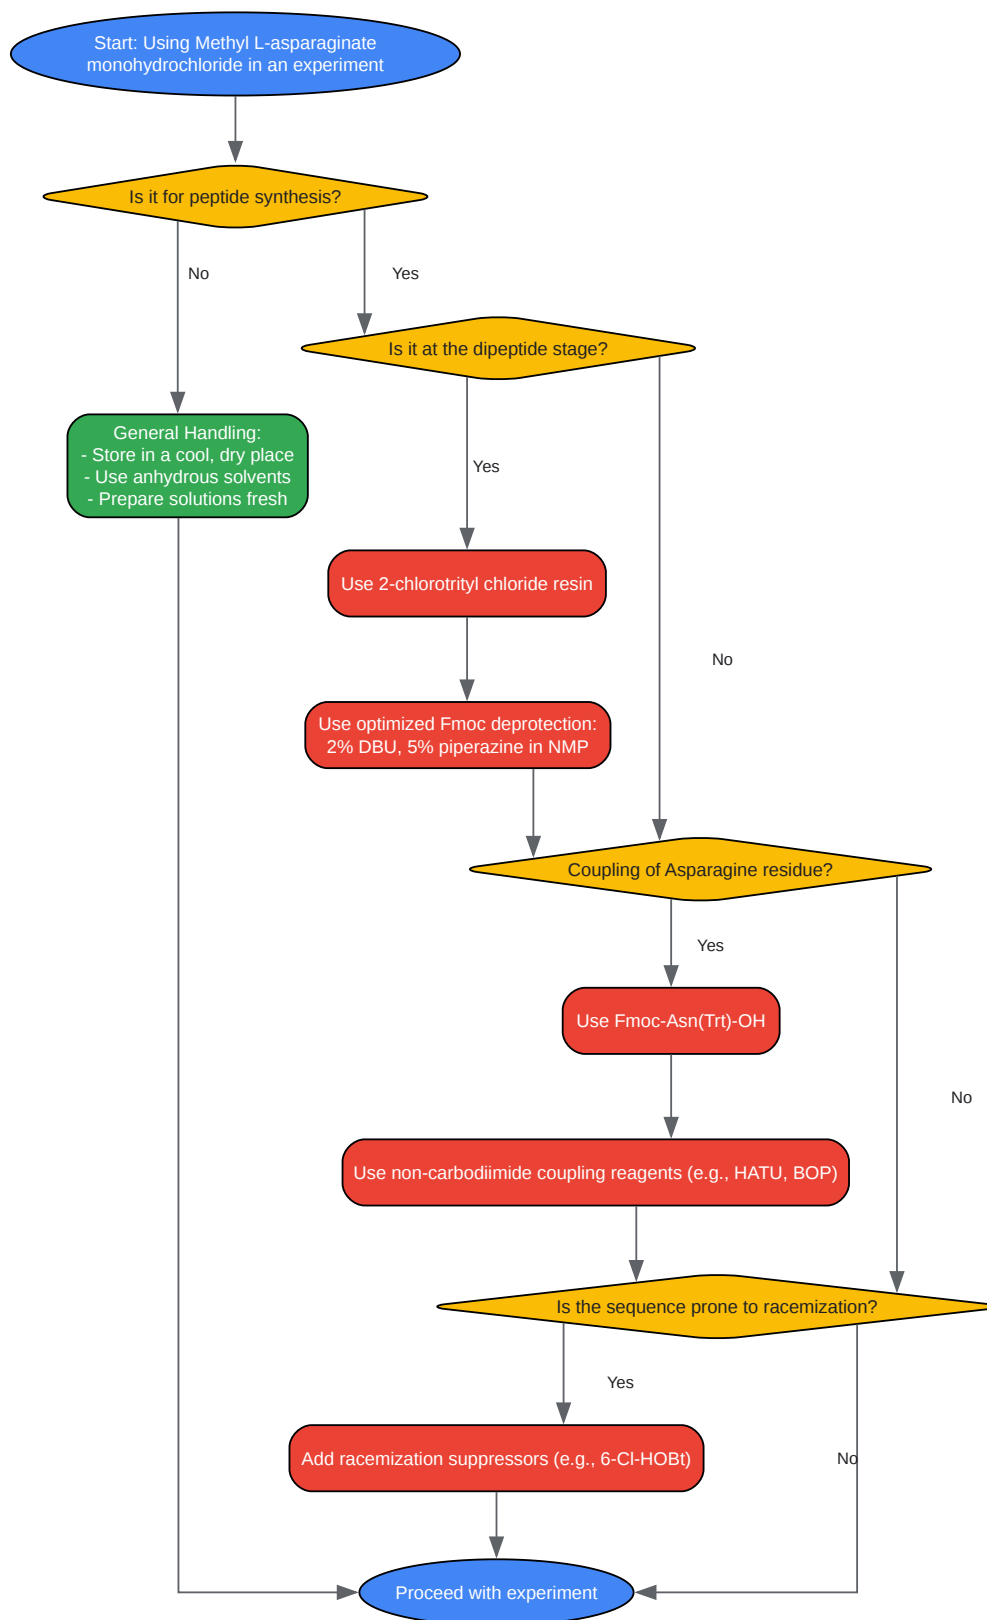 Start: Using Methyl L-asparaginate
monohydrochloride in an experiment
Is it for peptide synthesis?
No
Yes
Is it at the dipeptide stage?
General Handling:
- Store in a cool, dry place
- Use anhydrous solvents
- Prepare solutions fresh
Yes
Use 2-chlorotrityl chloride resin
No
Use optimized Fmoc deprotection:
2% DBU, 5% piperazine in NMP
Coupling of Asparagine residue?
Yes
Use Fmoc-Asn(Trt)-OH
No
Use non-carbodiimide coupling reagents (e.g., HATU, BOP)
Is the sequence prone to racemization?
Yes
Add racemization suppressors (e.g., 6-Cl-HOBt)
No
Proceed with experiment